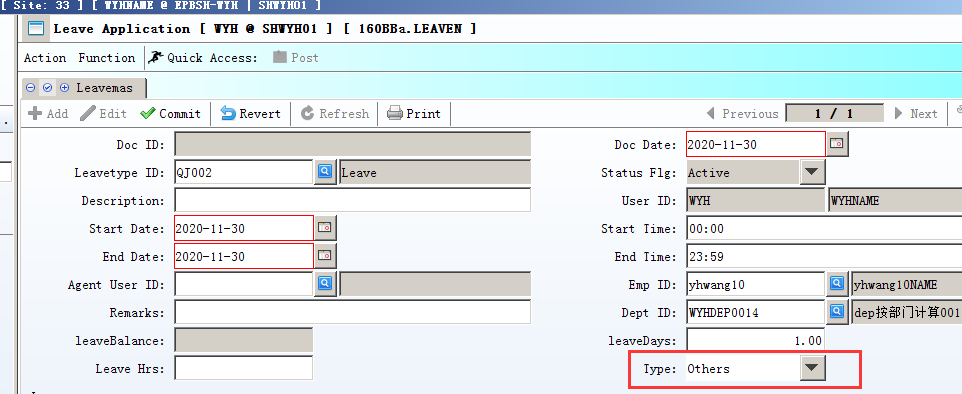 [ Site: 33 ] [ WYHNAME @ EPBSH-WYH | SHWYH01 ]
Leave Application [ WYH @ SHWYH01 ] [ 160BBa.LEAVEN ]
Action Function Quick Access: Post
Leavemas
Add Edit Commit Revert Refresh Print Previous 1 / 1 Next
Doc ID: Doc Date: 2020-11-30
Leavetype ID: QJ002 Leave Status Flg: Active
Description: User ID: WYH WYHNAME
Start Date: 2020-11-30 Start Time: 00:00
End Date: 2020-11-30 End Time: 23:59
Agent User ID: Emp ID: yhwang10 yhwang10NAME
Remarks: Dept ID: WYHDEP0014 dep按部门计算001
leaveBalance: leaveDays: 1.00
Leave Hrs: Type: Others